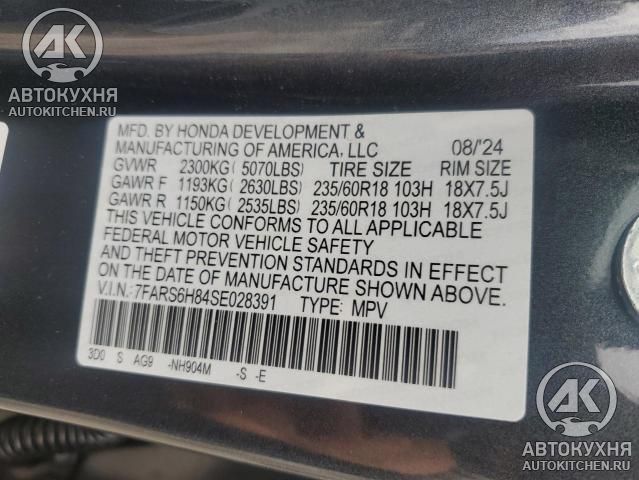 AK
АВТОКУХНЯ
AUTOKITCHEN.RU
MFD. BY HONDA DEVELOPMENT &
MANUFACTURING OF AMERICA, LLC 08/'24
GVWR 2300KG(5070LBS) TIRE SIZE RIM SIZE
GAWR F 1193KG(2630LBS) 235/60R18 103H 18X7.5J
GAWR R 1150KG(2535LBS) 235/60R18 103H 18X7.5J
THIS VEHICLE CONFORMS TO ALL APPLICABLE
FEDERAL MOTOR VEHICLE SAFETY
AND THEFT PREVENTION STANDARDS IN EFFECT
ON THE DATE OF MANUFACTURE SHOWN ABOVE.
V.I.N.: 7FARS6H84SE028391 TYPE: MPV
3D0 S AG9 -NH904M -S -E
AK
АВТОКУХНЯ
AUTOKITCHEN.RU